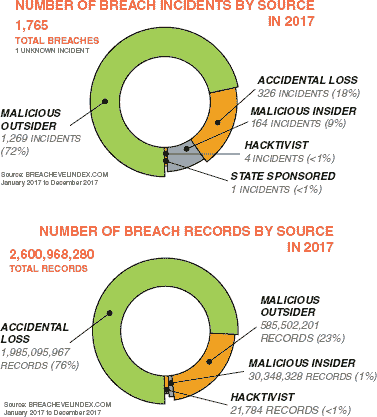 NUMBER OF BREACH INCIDENTS BY SOURCE
IN 2017
1,765
TOTAL BREACHES
1 UNKNOWN INCIDENT
ACCIDENTAL LOSS
326 INCIDENTS (18%)
MALICIOUS INSIDER
164 INCIDENTS (9%)
HACKTIVIST
4 INCIDENTS (<1%)
STATE SPONSORED
1 INCIDENTS (<1%)
MALICIOUS
OUTSIDER
1,269 INCIDENTS
(72%)
Source: BREACHEVEUINDEX.COM
January 2017 to December 2017
NUMBER OF BREACH RECORDS BY SOURCE
IN 2017
2,600,968,280
TOTAL RECORDS
MALICIOUS
OUTSIDER
585,502,201
RECORDS (23%)
MALICIOUS INSIDER
30,348,328 RECORDS (1%)
HACKTIVIST
21,784 RECORDS (<1%)
ACCIDENTAL
LOSS
1,985,095,967
RECORDS (76%)
Source: BREACHEVEUINDEX.COM
January 2017 to December 2017